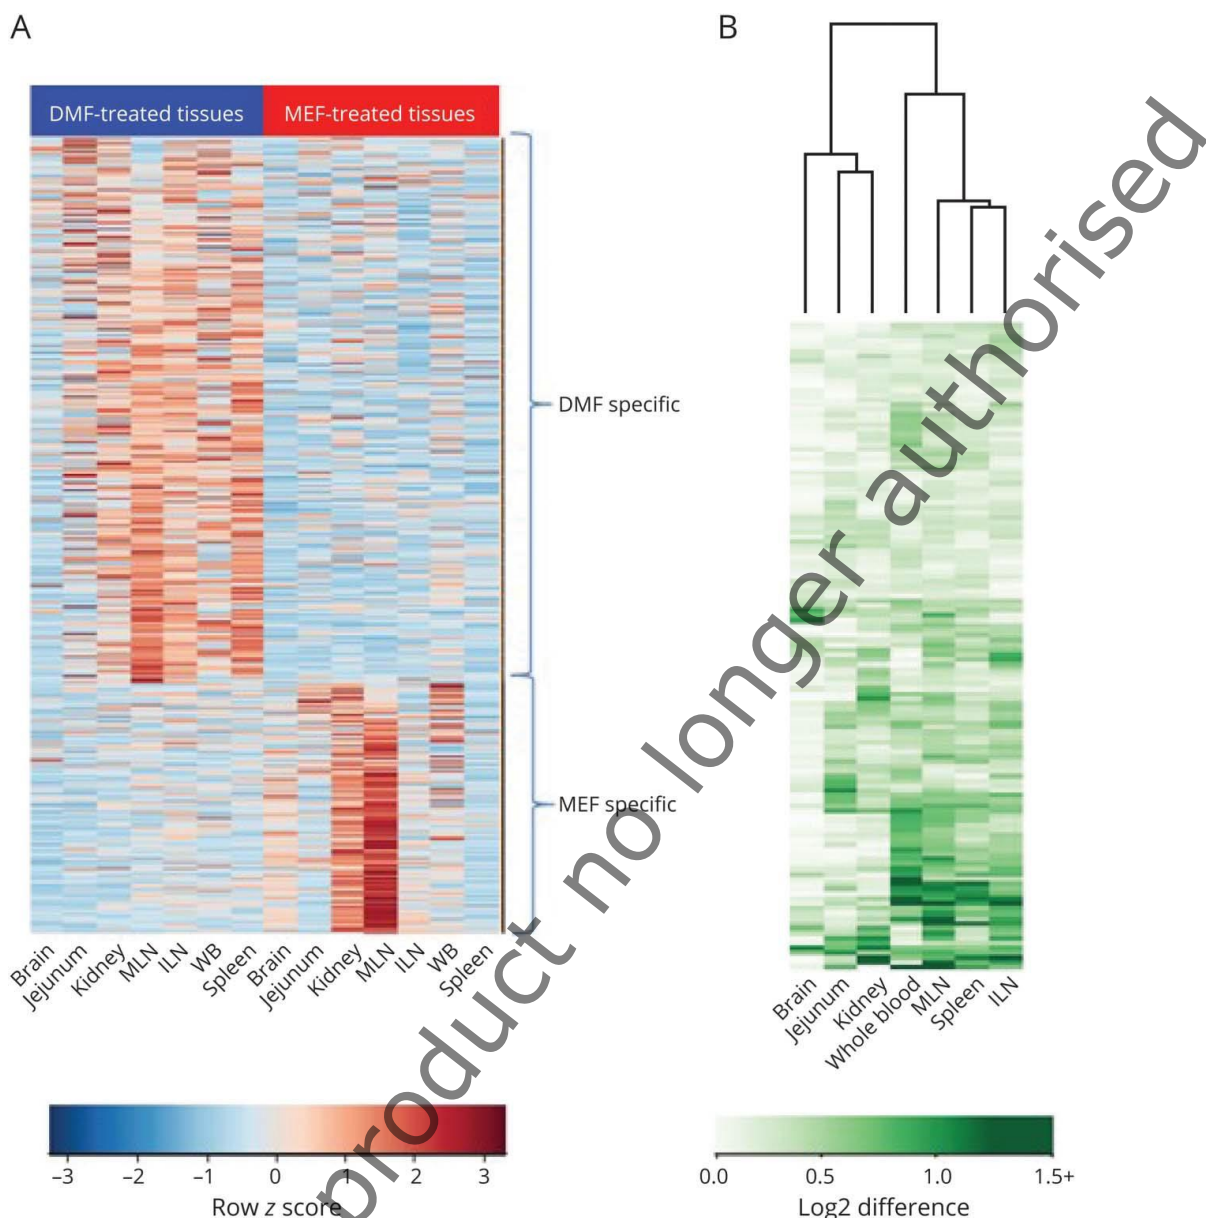 A
B
DMF-treated tissues
MEF-treated tissues
DMF specific
MEF specific
Brain
Jejunum
Kidney
MLN
ILN
WB
Spleen
Brain
Jejunum
Kidney
MLN
ILN
WB
Spleen
Brain
Jejunum
Kidney
Whole blood
MLN
Spleen
ILN
–3 –2 –1 0 1 2 3
Row z score
0.0 0.5 1.0 1.5+
Log2 difference
product no longer authorised